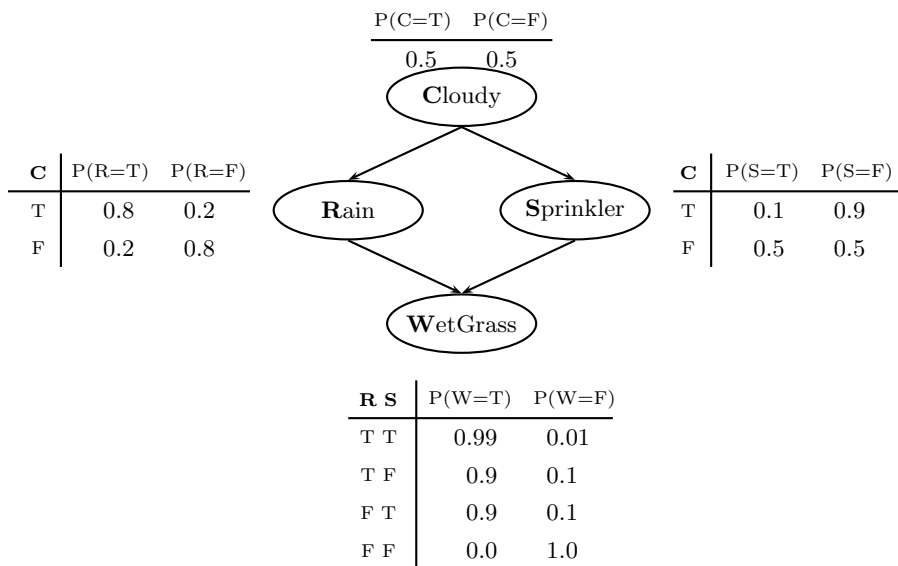 P(C=T) P(C=F)
0.5 0.5
Cloudy
C P(R=T) P(R=F)
T 0.8 0.2
F 0.2 0.8
Rain
Sprinkler
C P(S=T) P(S=F)
T 0.1 0.9
F 0.5 0.5
WetGrass
R S P(W=T) P(W=F)
T T 0.99 0.01
T F 0.9 0.1
F T 0.9 0.1
F F 0.0 1.0